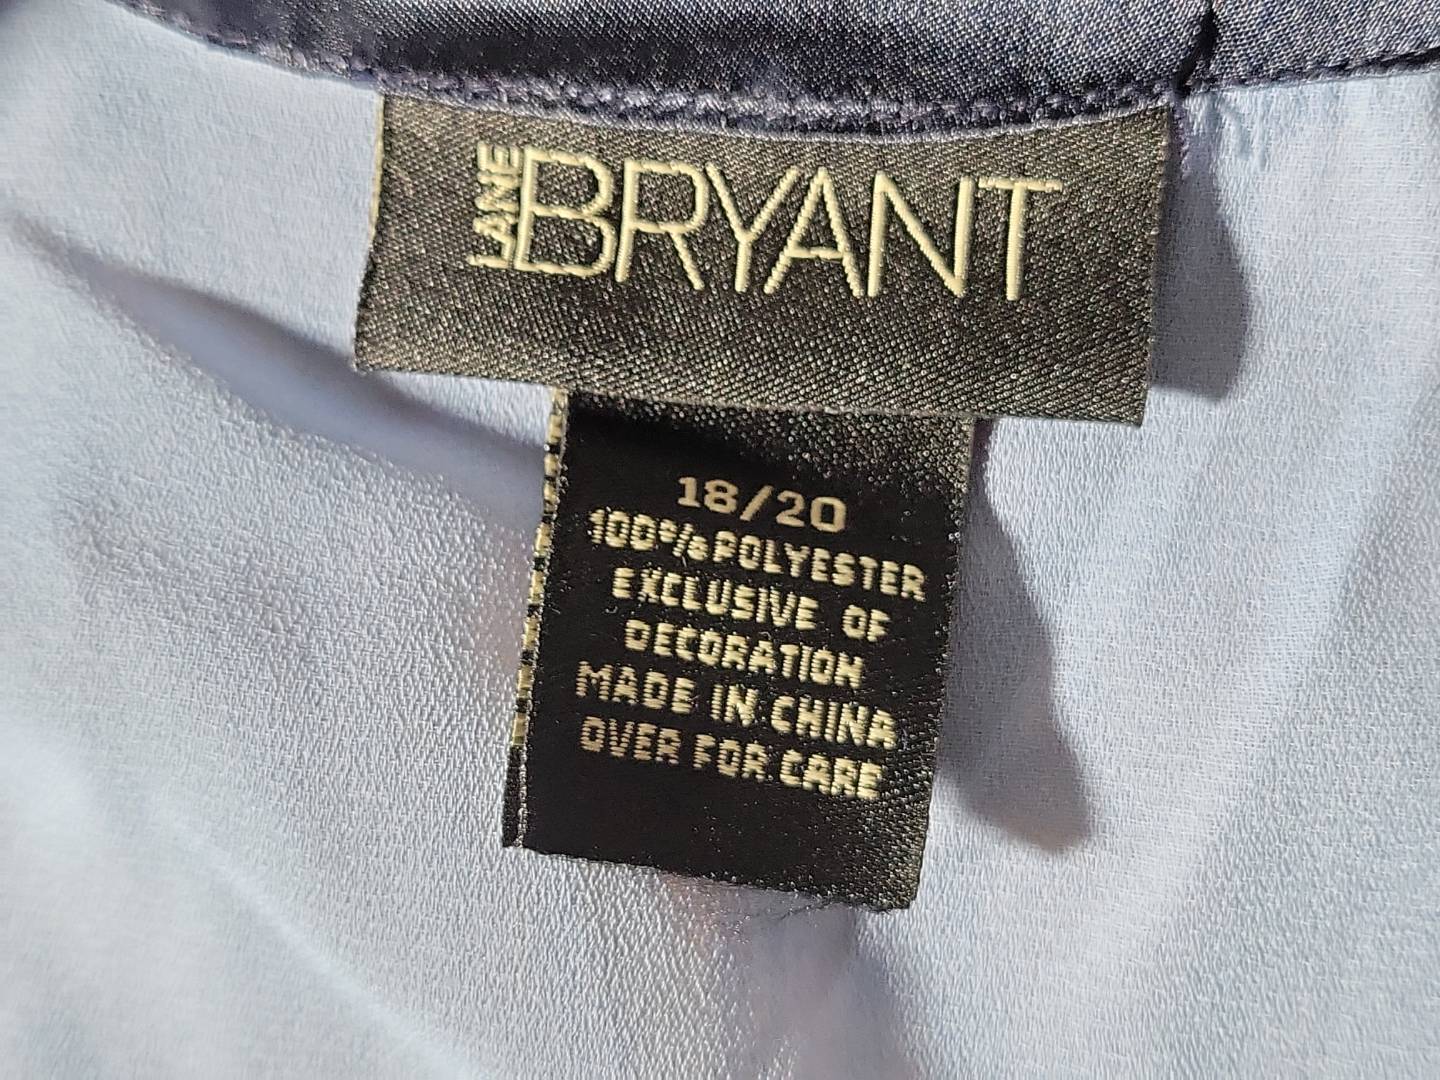 LANE BRYANT
18/20
100% POLYESTER
EXCLUSIVE OF
DECORATION
MADE IN CHINA
OVER FOR CARE